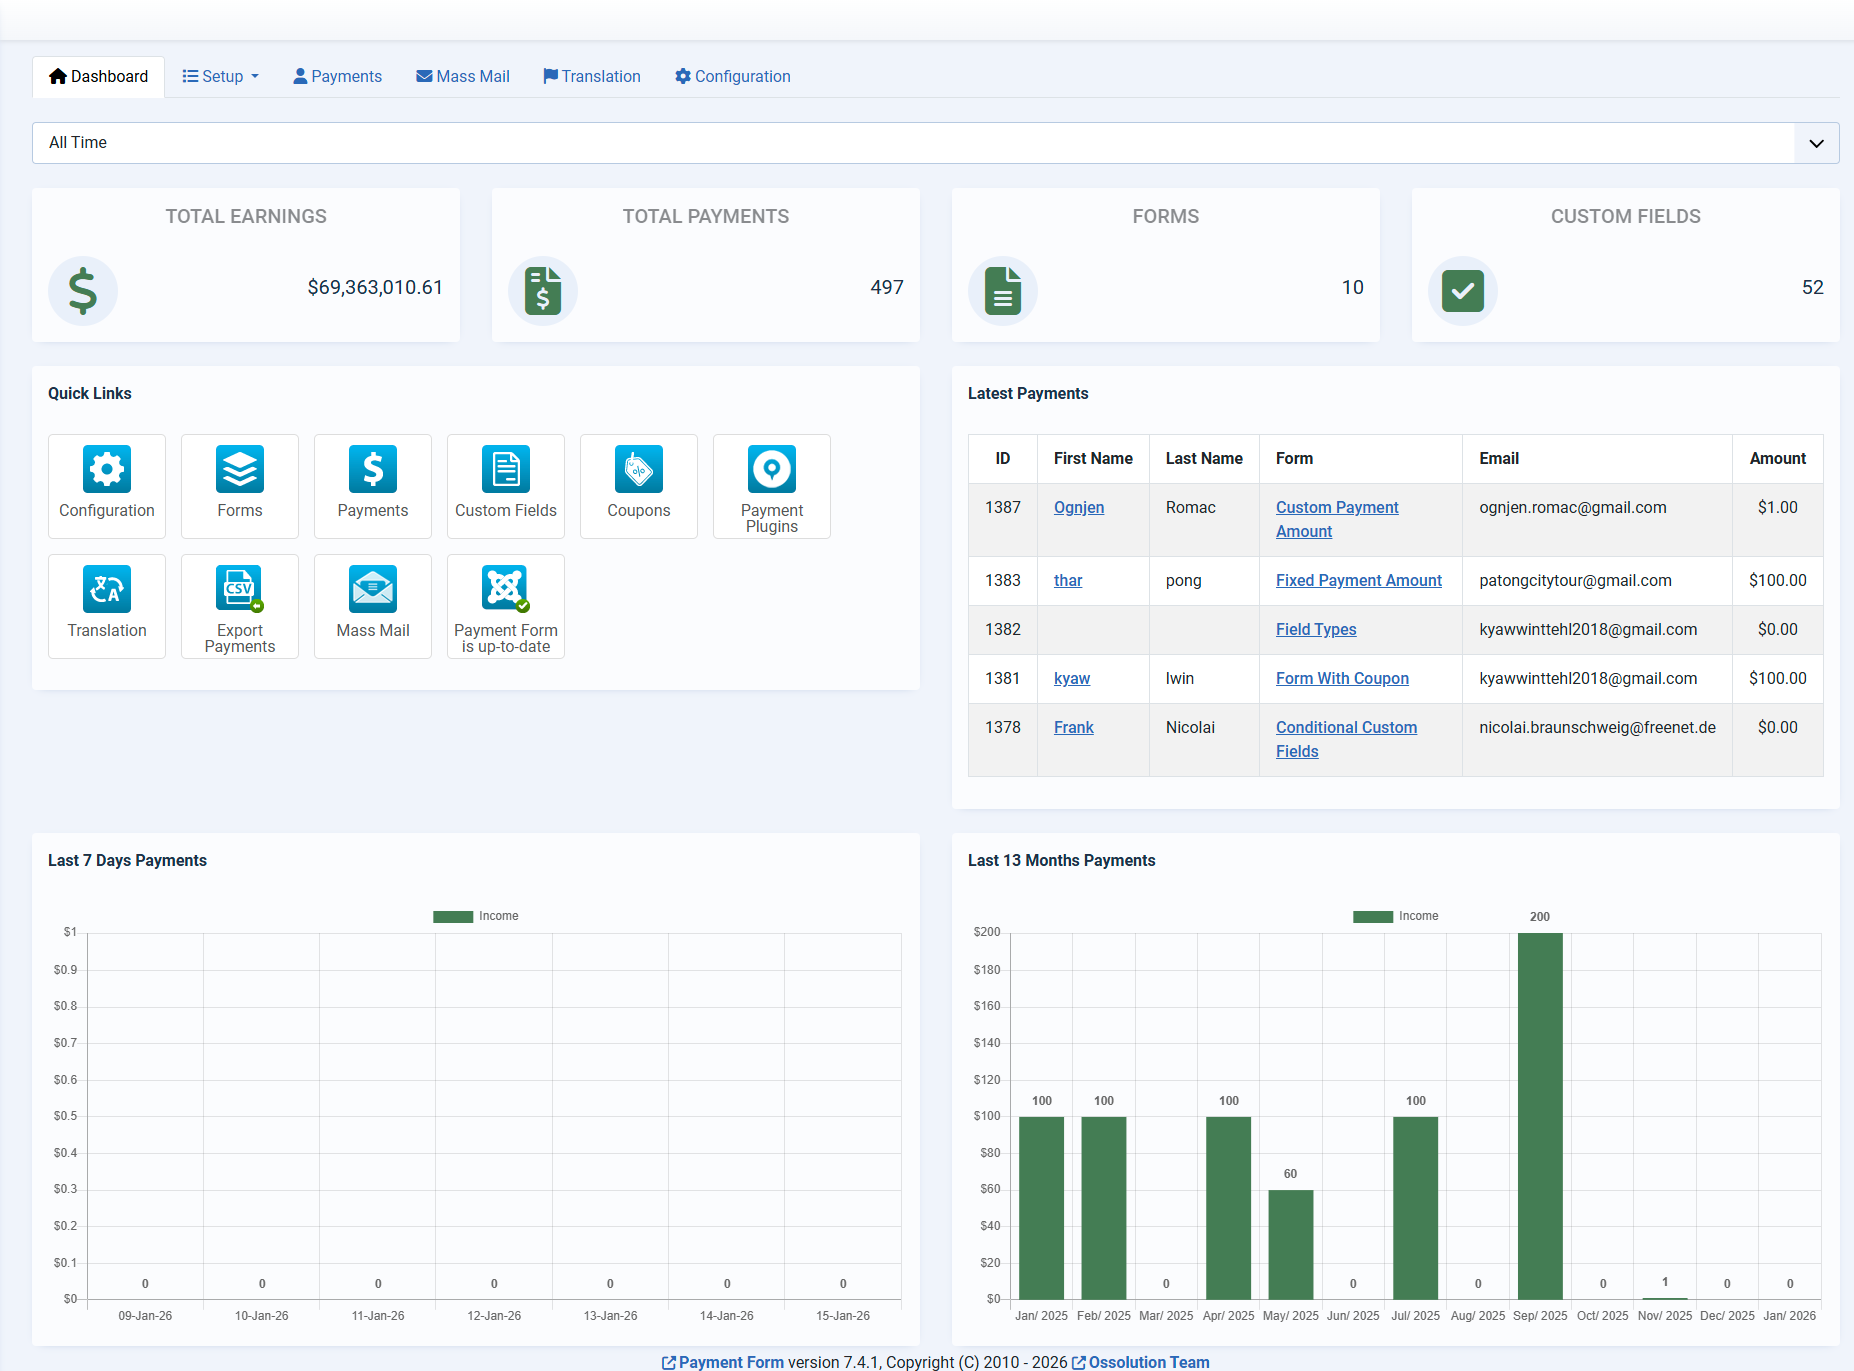 Dashboard Setup Payments Mass Mail Translation Configuration
All Time
TOTAL EARNINGS
$69,363,010.61
TOTAL PAYMENTS
497
FORMS
10
CUSTOM FIELDS
52
Quick Links
Configuration
Forms
Payments
Custom Fields
Coupons
Payment
Plugins
Translation
CSV
Export
Payments
Mass Mail
Payment Form
is up-to-date
Latest Payments
ID First Name Last Name Form Email Amount
1387 Ognjen Romac Custom Payment Amount ognjen.romac@gmail.com $1.00
1383 thar pong Fixed Payment Amount patongcitytour@gmail.com $100.00
1382 Field Types kyawwinttehl2018@gmail.com $0.00
1381 kyaw lwin Form With Coupon kyawwinttehl2018@gmail.com $100.00
1378 Frank Nicolai Conditional Custom Fields nicolai.braunschweig@freenet.de $0.00
Last 7 Days Payments
Income
$1
$0.9
$0.8
$0.7
$0.6
$0.5
$0.4
$0.3
$0.2
$0.1
$0
0 0 0 0 0 0 0
09-Jan-26 10-Jan-26 11-Jan-26 12-Jan-26 13-Jan-26 14-Jan-26 15-Jan-26
Last 13 Months Payments
Income
$200
$180
$160
$140
$120
$100
$80
$60
$40
$20
$0
100 100 0 100 60 0 100 0 200 0 1 0 0
Jan/ 2025 Feb/ 2025 Mar/ 2025 Apr/ 2025 May/ 2025 Jun/ 2025 Jul/ 2025 Aug/ 2025 Sep/ 2025 Oct/ 2025 Nov/ 2025 Dec/ 2025 Jan/ 2026
Payment Form version 7.4.1, Copyright (C) 2010 - 2026 Ossolution Team